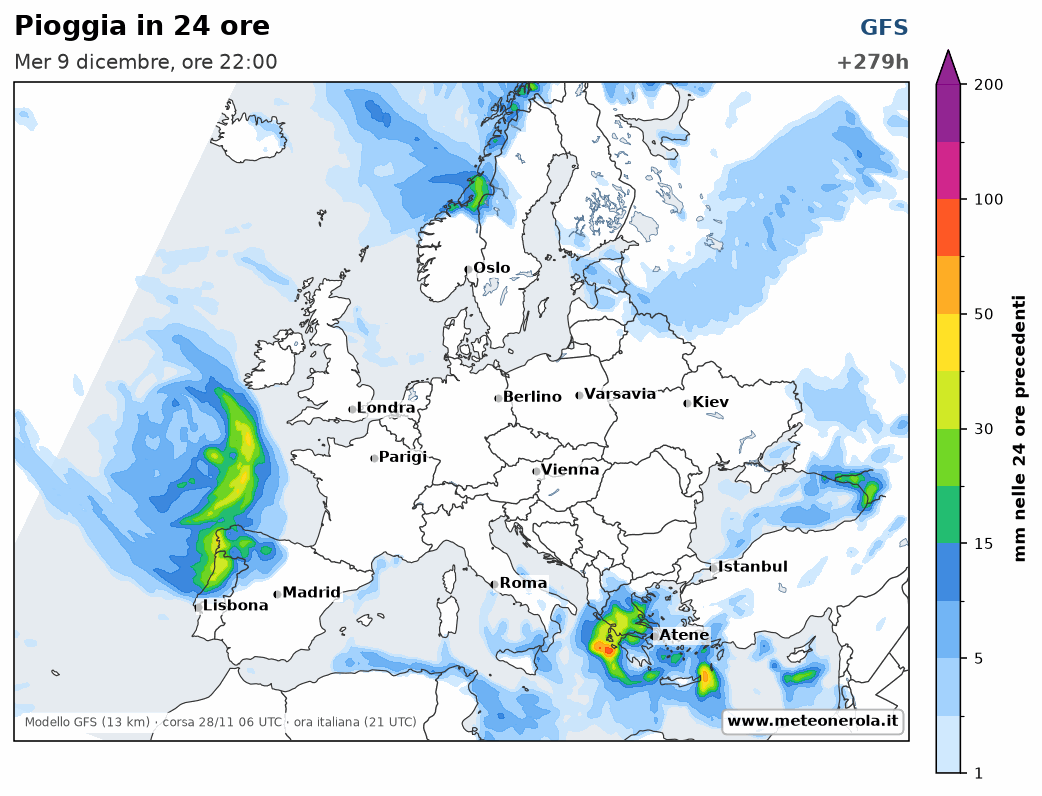 Pioggia in 24 ore
GFS
Mer 9 dicembre, ore 22:00
+279h
200
100
50
30
15
5
1
mm nelle 24 ore precedenti
Oslo
Berlino
Varsavia
Kiev
Londra
Parigi
Vienna
Istanbul
Roma
Madrid
Lisbona
Atene
Modello GFS (13 km) · corsa 28/11 06 UTC · ora italiana (21 UTC)
www.meteonerola.it